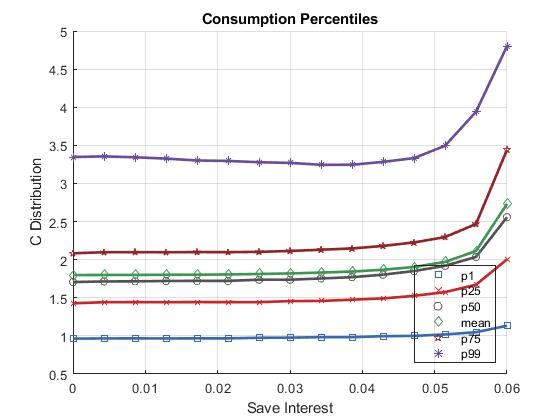 Consumption Percentiles
5
4.5
4
3.5
3
2.5
2
1.5
1
0.5
C Distribution
p1
p25
p50
mean
p75
p99
0 0.01 0.02 0.03 0.04 0.05 0.06
Save Interest